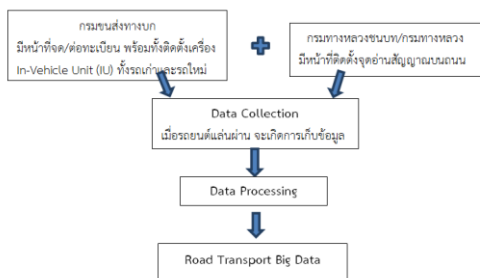 กรมขนส่งทางบก
มีหน้าที่จด/ต่อทะเบียน พร้อมทั้งติดตั้งเครื่อง
In-Vehicle Unit (IU) ทั้งรถเก่าและรถใหม่
กรมทางหลวงชนบท/กรมทางหลวง
มีหน้าที่ติดตั้งจุดอ่านสัญญาณบนถนน
Data Collection
เมื่อรถยนต์แล่นผ่าน จะเกิดการเก็บข้อมูล
Data Processing
Road Transport Big Data